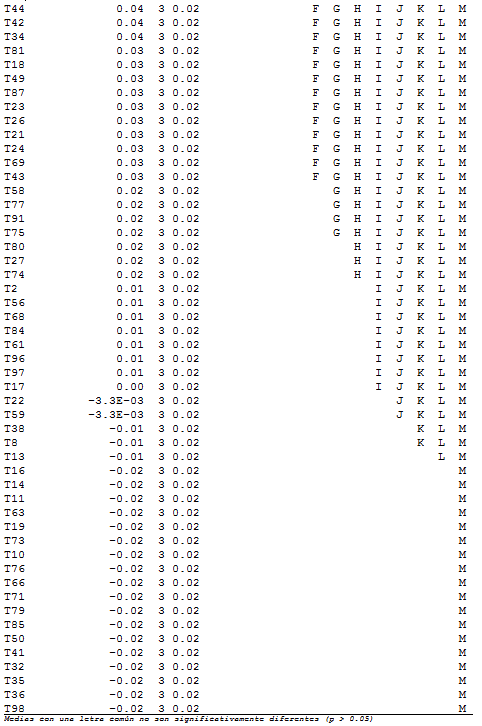 T44 0.04 3 0.02 F G H I J K L M
T42 0.04 3 0.02 F G H I J K L M
T34 0.04 3 0.02 F G H I J K L M
T81 0.03 3 0.02 F G H I J K L M
T18 0.03 3 0.02 F G H I J K L M
T49 0.03 3 0.02 F G H I J K L M
T87 0.03 3 0.02 F G H I J K L M
T23 0.03 3 0.02 F G H I J K L M
T26 0.03 3 0.02 F G H I J K L M
T21 0.03 3 0.02 F G H I J K L M
T24 0.03 3 0.02 F G H I J K L M
T69 0.03 3 0.02 F G H I J K L M
T43 0.03 3 0.02 F G H I J K L M
T58 0.02 3 0.02 G H I J K L M
T77 0.02 3 0.02 G H I J K L M
T91 0.02 3 0.02 G H I J K L M
T75 0.02 3 0.02 G H I J K L M
T80 0.02 3 0.02 H I J K L M
T27 0.02 3 0.02 H I J K L M
T74 0.02 3 0.02 H I J K L M
T2 0.01 3 0.02 I J K L M
T56 0.01 3 0.02 I J K L M
T68 0.01 3 0.02 I J K L M
T84 0.01 3 0.02 I J K L M
T61 0.01 3 0.02 I J K L M
T96 0.01 3 0.02 I J K L M
T97 0.01 3 0.02 I J K L M
T17 0.00 3 0.02 I J K L M
T22 -3.3E-03 3 0.02 J K L M
T59 -3.3E-03 3 0.02 J K L M
T38 -0.01 3 0.02 K L M
T8 -0.01 3 0.02 K L M
T13 -0.01 3 0.02 L M
T16 -0.02 3 0.02 M
T14 -0.02 3 0.02 M
T11 -0.02 3 0.02 M
T63 -0.02 3 0.02 M
T19 -0.02 3 0.02 M
T73 -0.02 3 0.02 M
T10 -0.02 3 0.02 M
T76 -0.02 3 0.02 M
T66 -0.02 3 0.02 M
T71 -0.02 3 0.02 M
T79 -0.02 3 0.02 M
T85 -0.02 3 0.02 M
T50 -0.02 3 0.02 M
T41 -0.02 3 0.02 M
T32 -0.02 3 0.02 M
T35 -0.02 3 0.02 M
T36 -0.02 3 0.02 M
T98 -0.02 3 0.02 M
Medias con una letra común no son significativamente diferentes (p > 0.05)